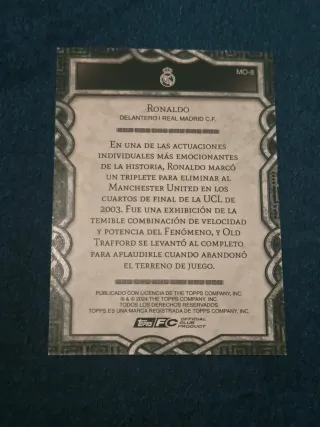 MO-8
RONALDO
DELANTERO | REAL MADRID C.F.
EN UNA DE LAS ACTUACIONES
INDIVIDUALES MÁS EMOCIONANTES
DE LA HISTORIA, RONALDO MARCÓ
UN TRIPLETE PARA ELIMINAR AL
MANCHESTER UNITED EN LOS
CUARTOS DE FINAL DE LA UCL DE
2003. FUE UNA EXHIBICIÓN DE LA
TEMIBLE COMBINACIÓN DE VELOCIDAD
Y POTENCIA DEL FENÓMENO, Y OLD
TRAFFORD SE LEVANTÓ AL COMPLETO
PARA APLAUDIRLE CUANDO ABANDONÓ
EL TERRENO DE JUEGO.
PUBLICADO CON LICENCIA DE THE TOPPS COMPANY, INC.
® & © 2024 THE TOPPS COMPANY, INC.
TODOS LOS DERECHOS RESERVADOS.
TOPPS ES UNA MARCA REGISTRADA DE TOPPS COMPANY, INC.
Topps FC OFFICIAL
CLUB
PRODUCT